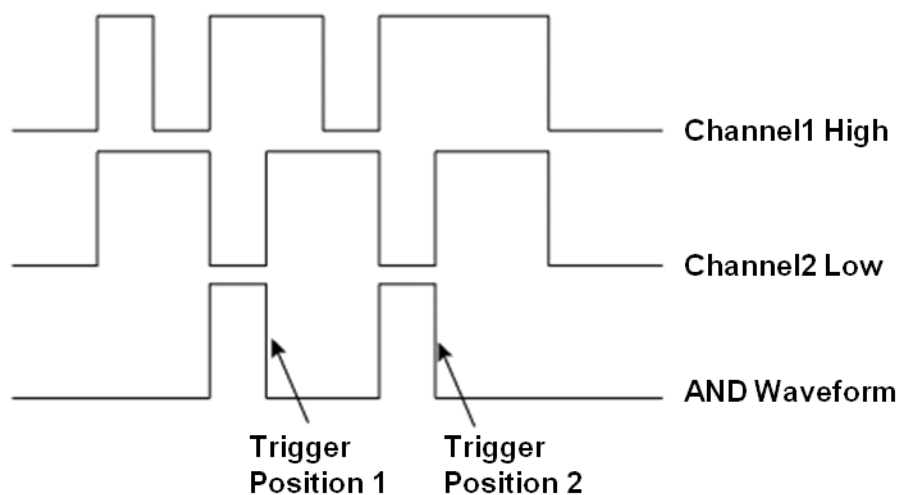 Channel1 High
Channel2 Low
AND Waveform
Trigger
Position 1
Trigger
Position 2